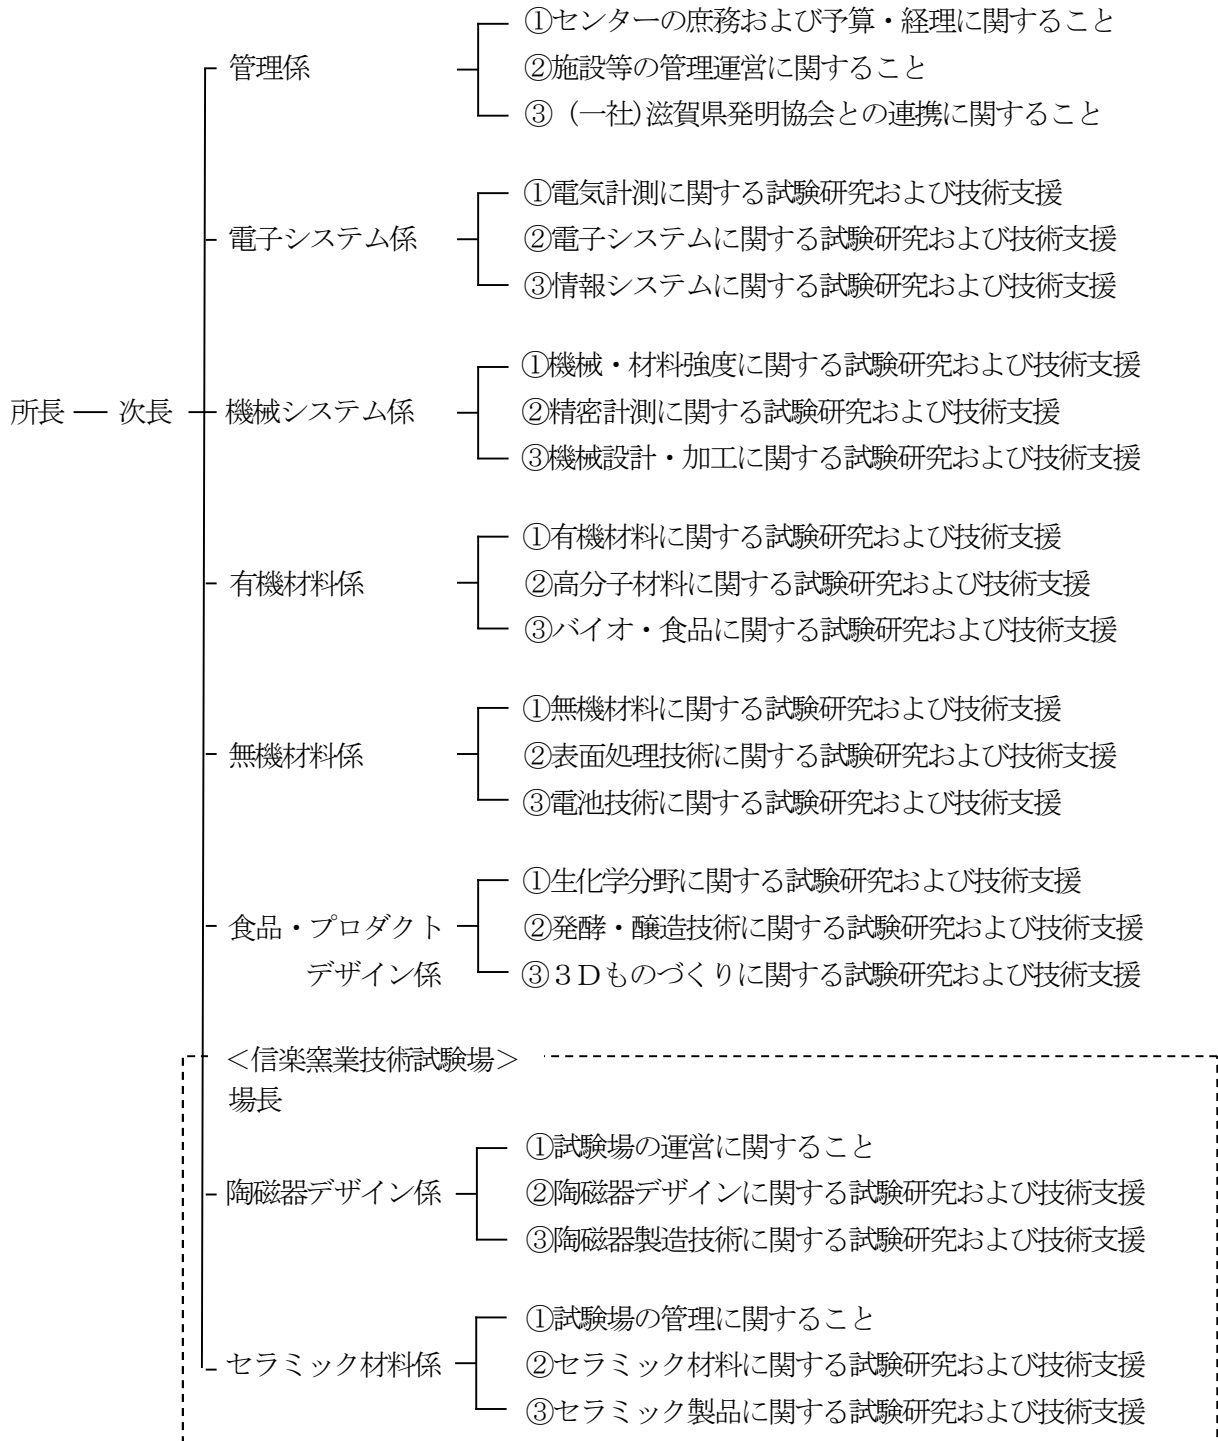 ①センターの庶務および予算・経理に関すること
管理係
②施設等の管理運営に関すること
③（一社)滋賀県発明協会との連携に関すること
①電気計測に関する試験研究および技術支援
電子システム係
②電子システムに関する試験研究および技術支援
③情報システムに関する試験研究および技術支援
①機械・材料強度に関する試験研究および技術支援
所長 次長 機械システム係
②精密計測に関する試験研究および技術支援
③機械設計・加工に関する試験研究および技術支援
①有機材料に関する試験研究および技術支援
有機材料係
②高分子材料に関する試験研究および技術支援
③バイオ・食品に関する試験研究および技術支援
①無機材料に関する試験研究および技術支援
無機材料係
②表面処理技術に関する試験研究および技術支援
③電池技術に関する試験研究および技術支援
①生化学分野に関する試験研究および技術支援
食品・プロダクト
デザイン係
②発酵・醸造技術に関する試験研究および技術支援
③３Ｄものづくりに関する試験研究および技術支援
＜信楽窯業技術試験場＞
場長
①試験場の運営に関すること
陶磁器デザイン係
②陶磁器デザインに関する試験研究および技術支援
③陶磁器製造技術に関する試験研究および技術支援
①試験場の管理に関すること
セラミック材料係
②セラミック材料に関する試験研究および技術支援
③セラミック製品に関する試験研究および技術支援